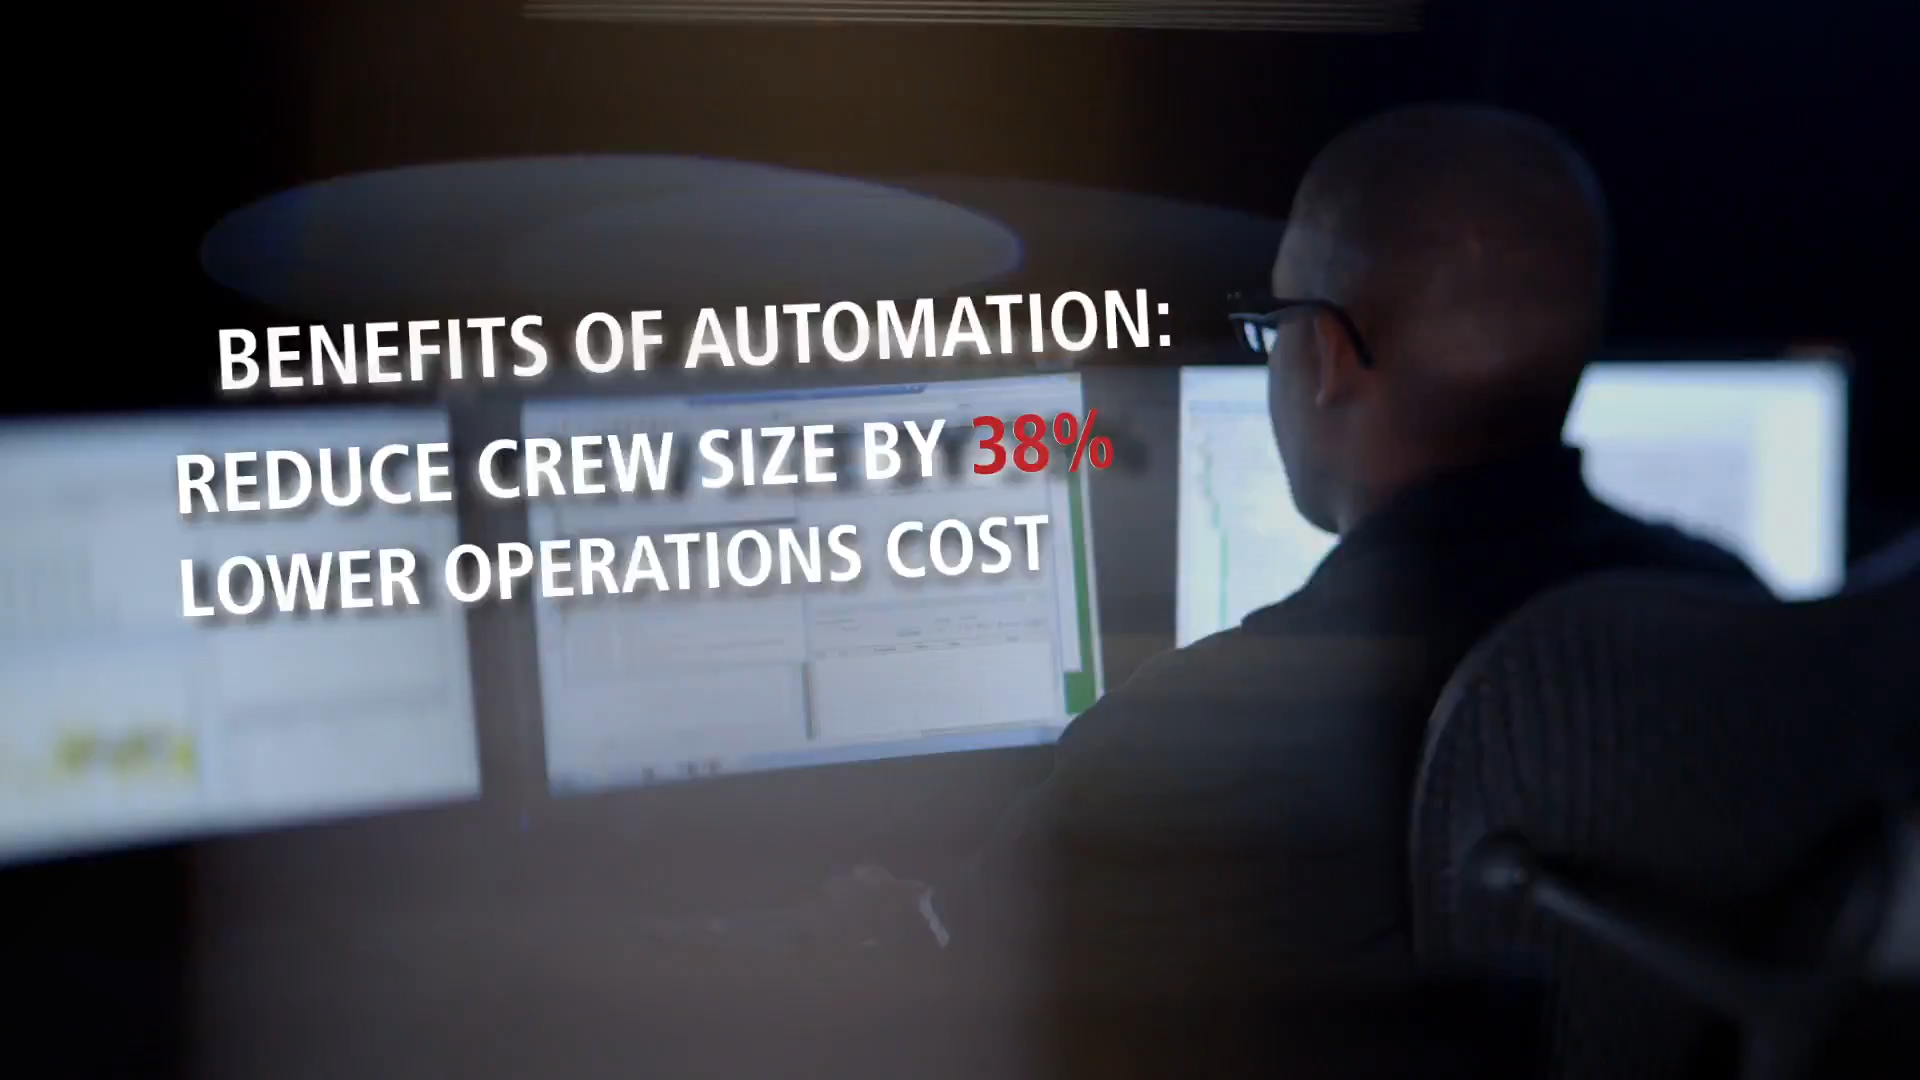 BENEFITS OF AUTOMATION:
REDUCE CREW SIZE BY 38%
LOWER OPERATIONS COST